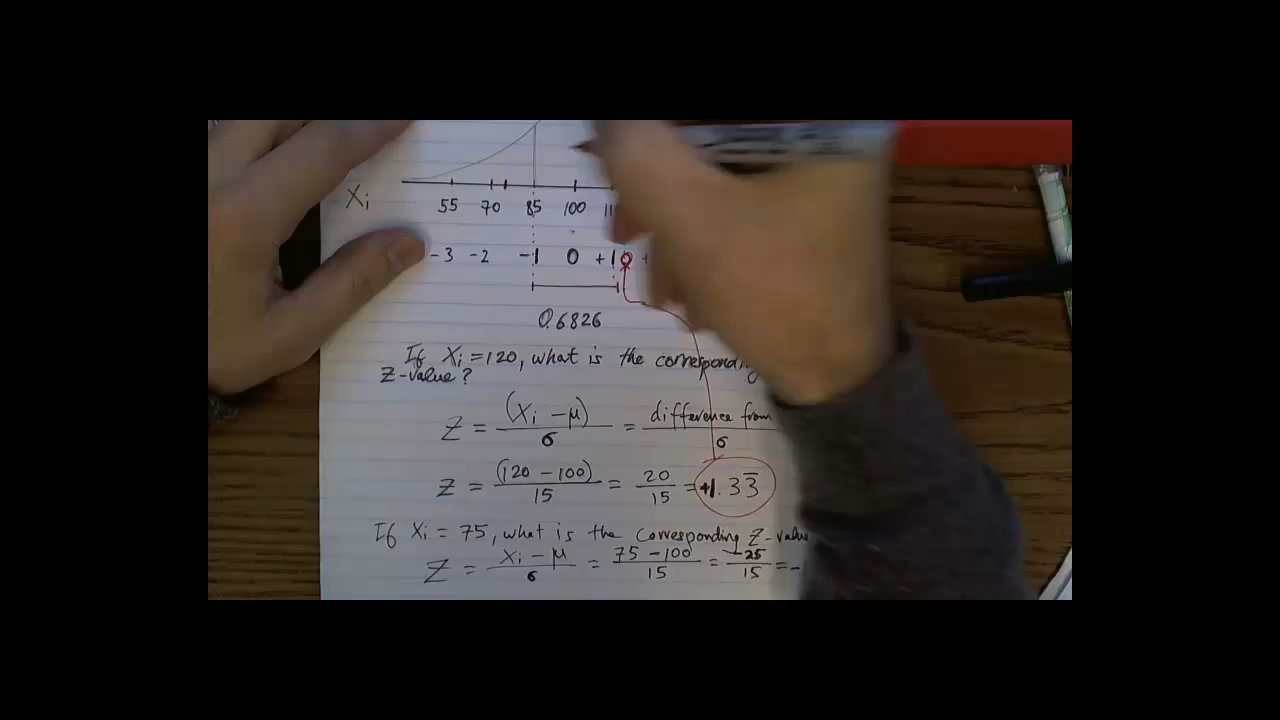 Xi 55 70 85 100
-3 -2 -1 0 +1
0.6826
If Xi = 120, what is the corresponding
Z-value?
Z = (Xi - μ) / σ = difference from / σ
Z = (120 - 100) / 15 = 20 / 15 = +1.33̅
If Xi = 75, what is the corresponding Z-value
Z = Xi - μ / σ = 75 - 100 / 15 = -25 / 15 = -